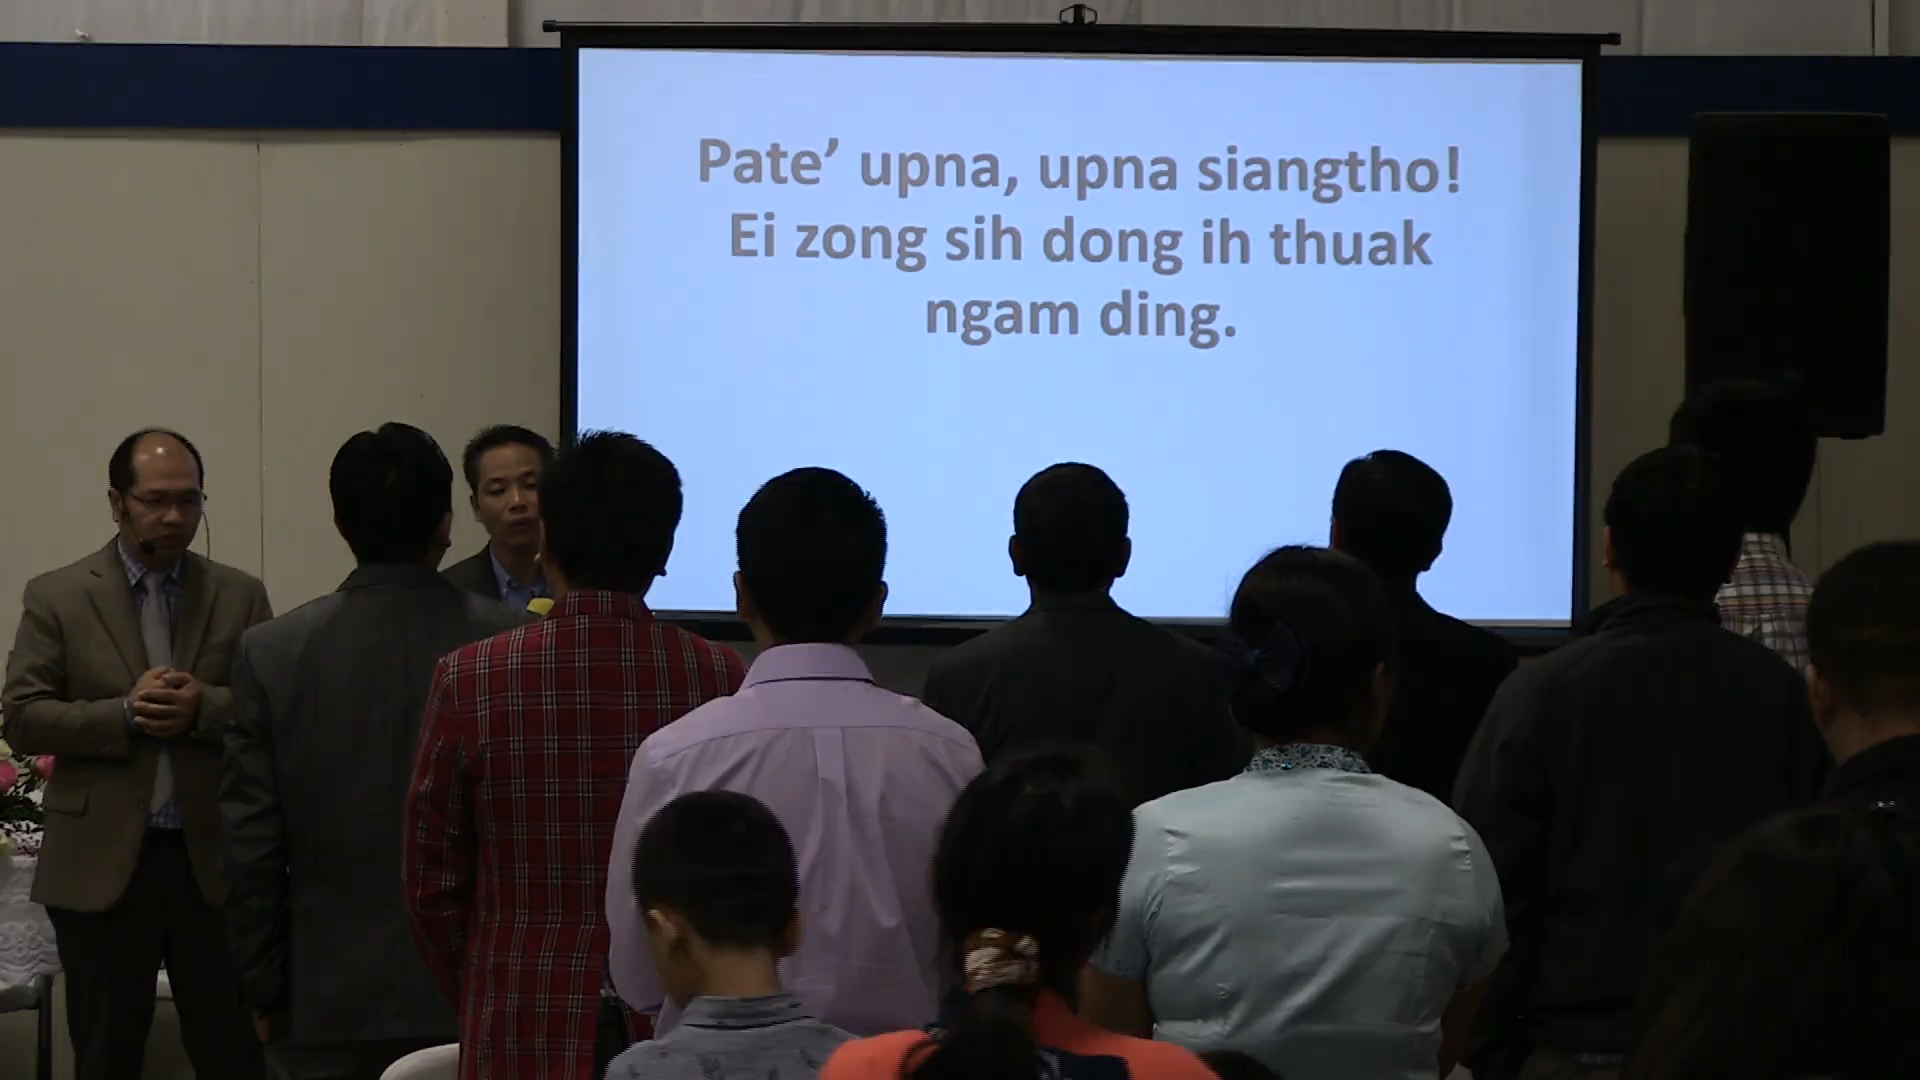 Pate’ upna, upna siangtho!
Ei zong sih dong ih thuak
ngam ding.